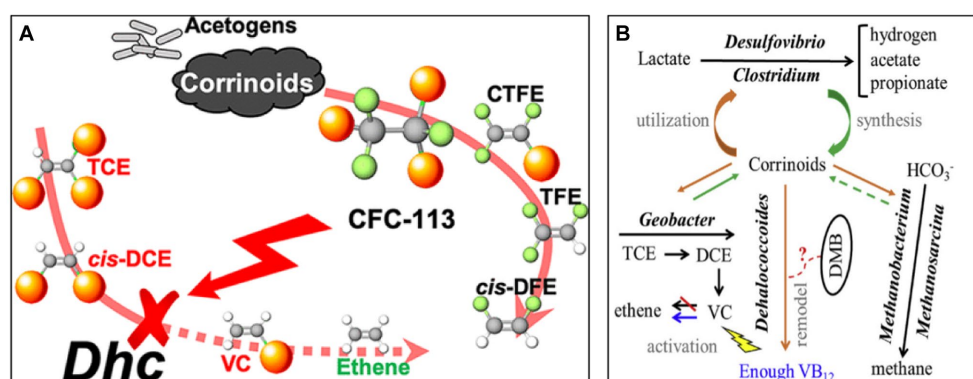 A
Acetogens
Corrinoids
CTFE
TCE
TFE
CFC-113
cis-DCE
cis-DFE
Dhc
VC
Ethene
B
Desulfovibrio
Lactate
Clostridium
hydrogen
acetate
propionate
utilization
synthesis
Corrinoids
HCO₃⁻
Geobacter
TCE
DCE
ethene
VC
activation
Dehalococcoides
?
remodel
DMB
Methanobacterium
Methanosarcina
Enough VB₁₂
methane